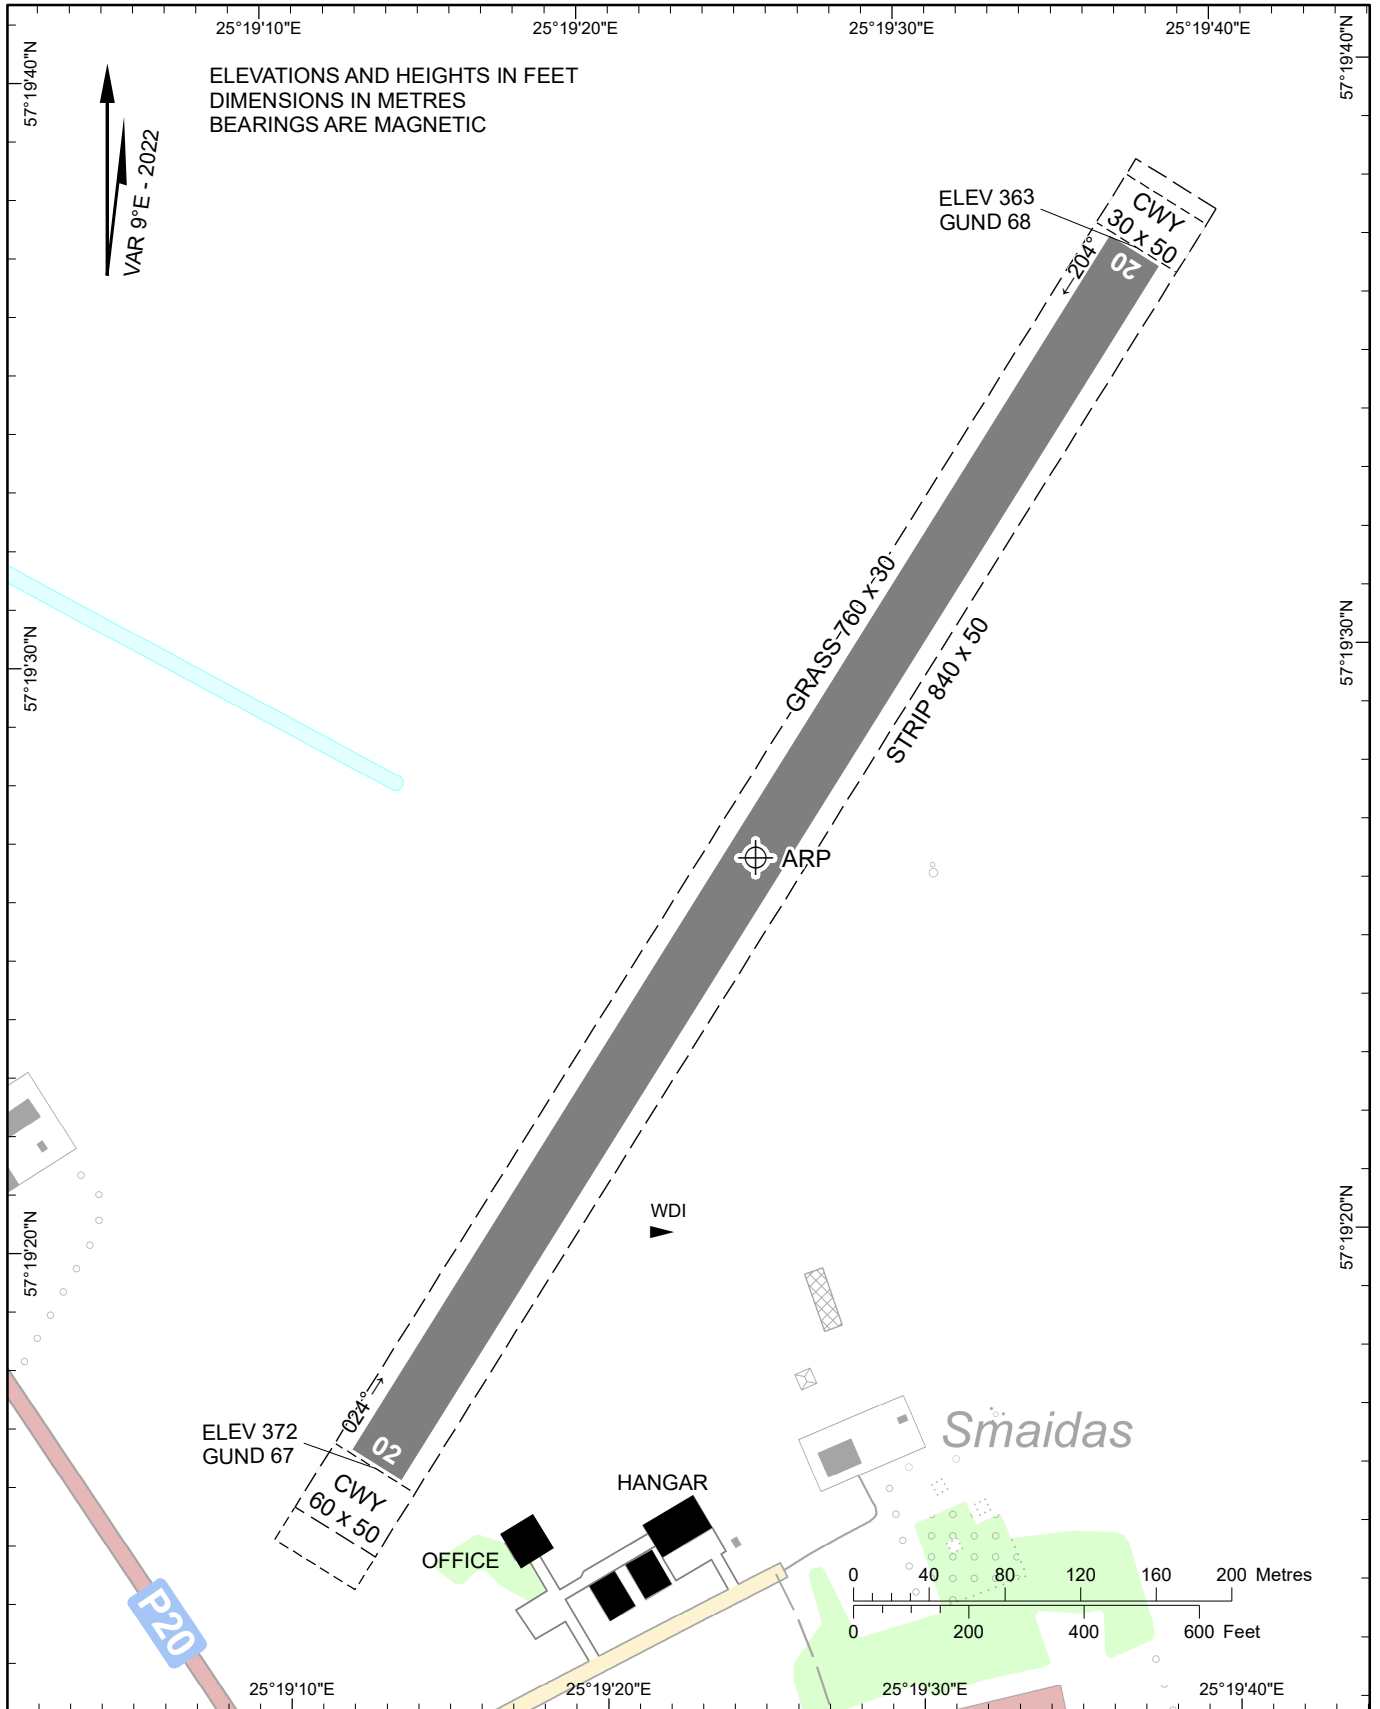 25°19'10"E
25°19'20"E
25°19'30"E
25°19'40"E
57°19'40"N
57°19'40"N
ELEVATIONS AND HEIGHTS IN FEET
DIMENSIONS IN METRES
BEARINGS ARE MAGNETIC
VAR 9°E - 2022
ELEV 363
GUND 68
CWY
30 x 50
204°
20
GRASS 760 x 30
STRIP 840 x 50
57°19'30"N
57°19'30"N
ARP
WDI
57°19'20"N
57°19'20"N
024°
ELEV 372
GUND 67
02
CWY
60 x 50
Smaidas
HANGAR
OFFICE
P20
0 40 80 120 160 200 Metres
0 200 400 600 Feet
25°19'10"E
25°19'20"E
25°19'30"E
25°19'40"E